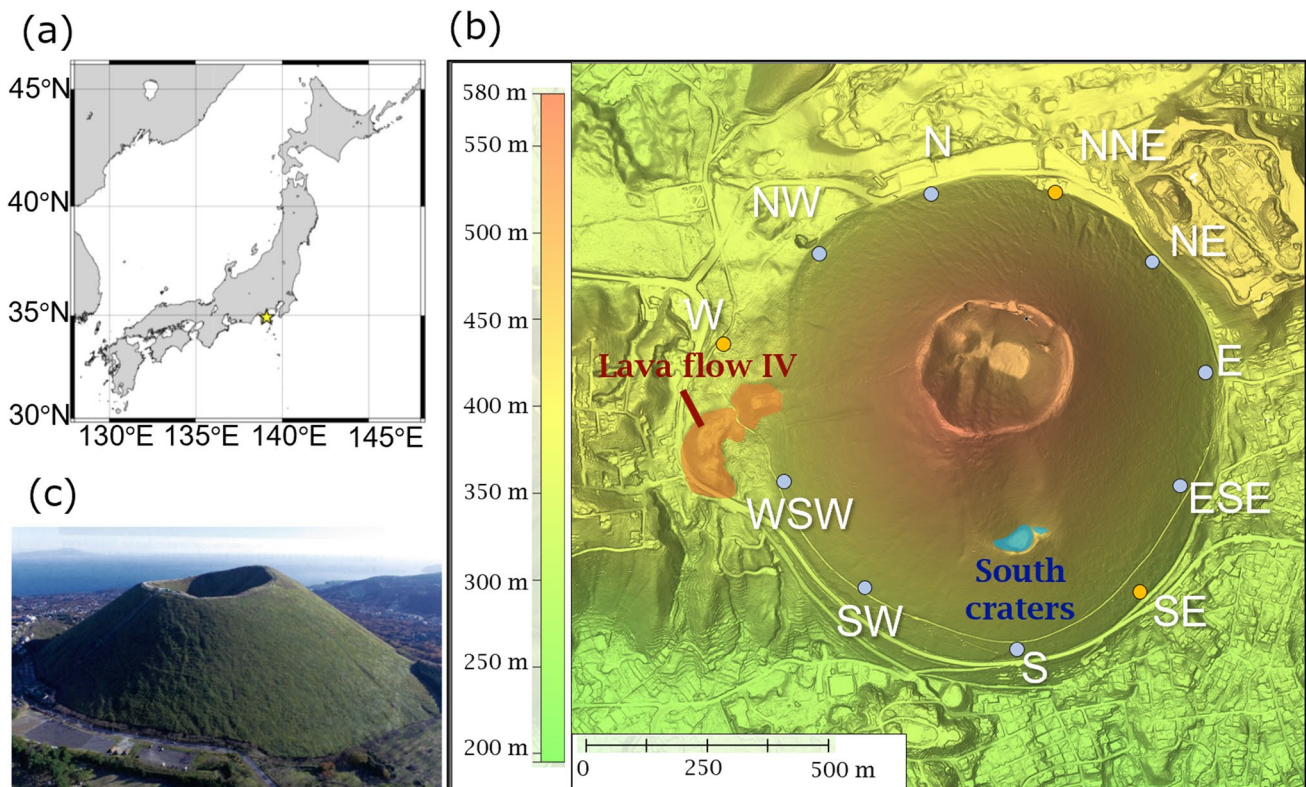 (a)
45°N
40°N
35°N
30°N
130°E 135°E 140°E 145°E
(b)
580 m
550 m
500 m
450 m
400 m
350 m
300 m
250 m
200 m
N
NNE
NW
NE
W
Lava flow IV
E
WSW
ESE
South
craters
SW
SE
S
0 250 500 m
(c)